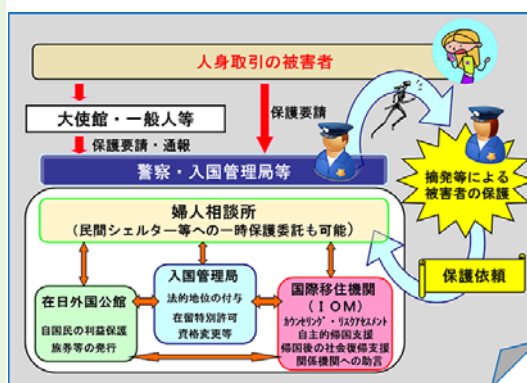 人身取引の被害者
大使館・一般人等
保護要請
保護要請・通報
警察・入国管理局等
摘発等による
被害者の保護
婦人相談所
(民間シェルター等への一時保護委託も可能)
保護依頼
在日外国公館
自国民の利益保護
旅券等の発行
入国管理局
法的地位の付与
在留特別許可
資格変更等
国際移住機関
(IOM)
カウンセリング・リスクアセスメント
自主的帰国支援
帰国後の社会復帰支援
関係機関への助言